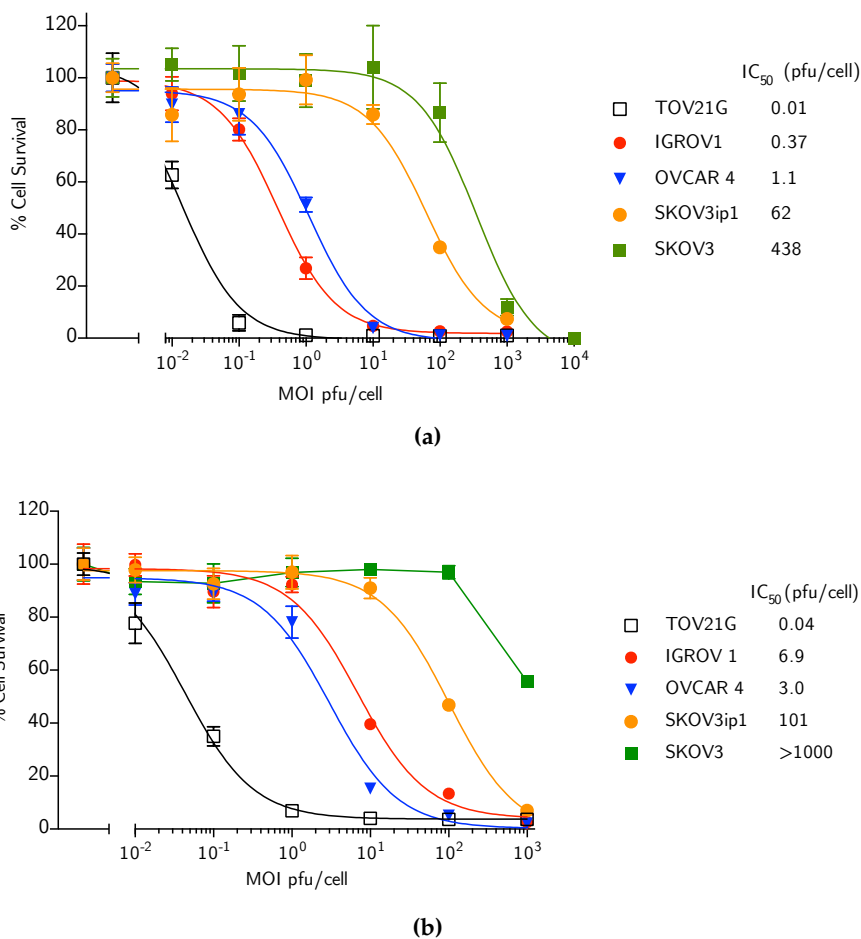 120
100
80
60
40
20
0
% Cell Survival
10⁻² 10⁻¹ 10⁰ 10¹ 10² 10³ 10⁴
MOI pfu/cell
IC₅₀ (pfu/cell)
TOV21G 0.01
IGROV1 0.37
OVCAR 4 1.1
SKOV3ip1 62
SKOV3 438
(a)
120
100
80
60
40
20
0
% Cell Survival
10⁻² 10⁻¹ 10⁰ 10¹ 10² 10³
MOI pfu/cell
IC₅₀ (pfu/cell)
TOV21G 0.04
IGROV 1 6.9
OVCAR 4 3.0
SKOV3ip1 101
SKOV3 >1000
(b)